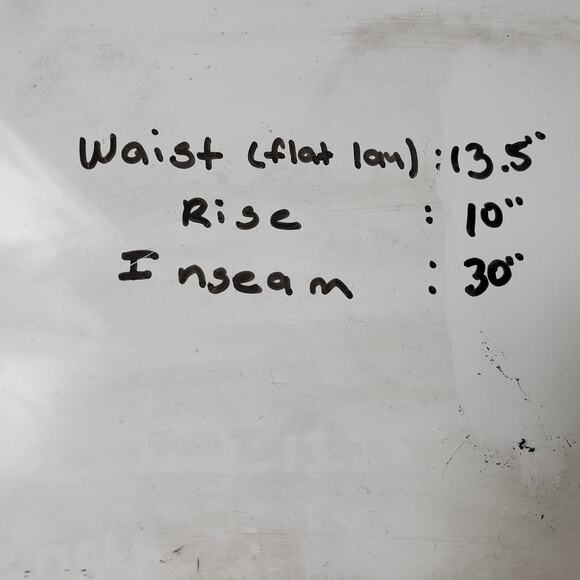 Waist (flat lay) : 13.5"
Rise : 10"
Inseam : 30"